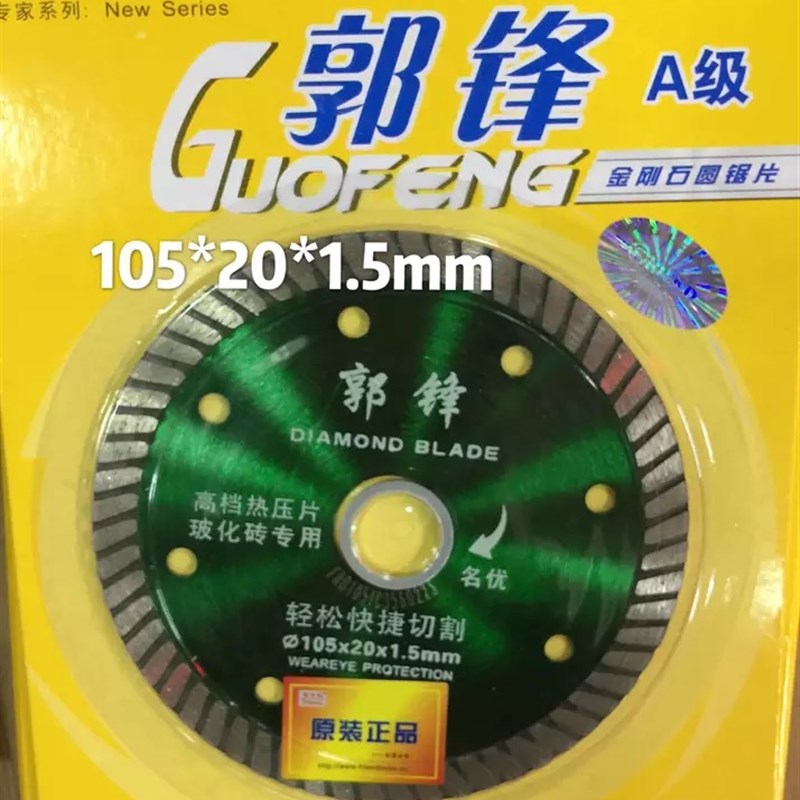 专家系列: New Series
郭锋 A级
GUOFENG
金刚石圆锯片
105*20*1.5mm
郭锋
DIAMOND BLADE
高档热压片
玻化砖专用
名优
轻松快捷切割
Ø105x20x1.5mm
WEAREYE PROTECTION
原装正品